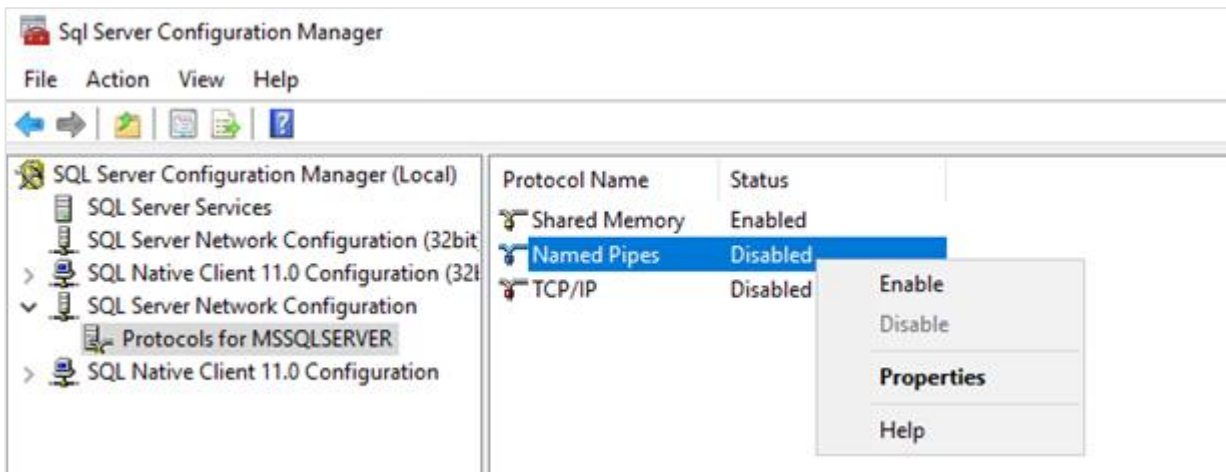 Sql Server Configuration Manager
File Action View Help
SQL Server Configuration Manager (Local)
SQL Server Services
SQL Server Network Configuration (32bit
SQL Native Client 11.0 Configuration (32b
SQL Server Network Configuration
Protocols for MSSQLSERVER
SQL Native Client 11.0 Configuration
Protocol Name Status
Shared Memory Enabled
Named Pipes Disabled
TCP/IP Disabled
Enable
Disable
Properties
Help